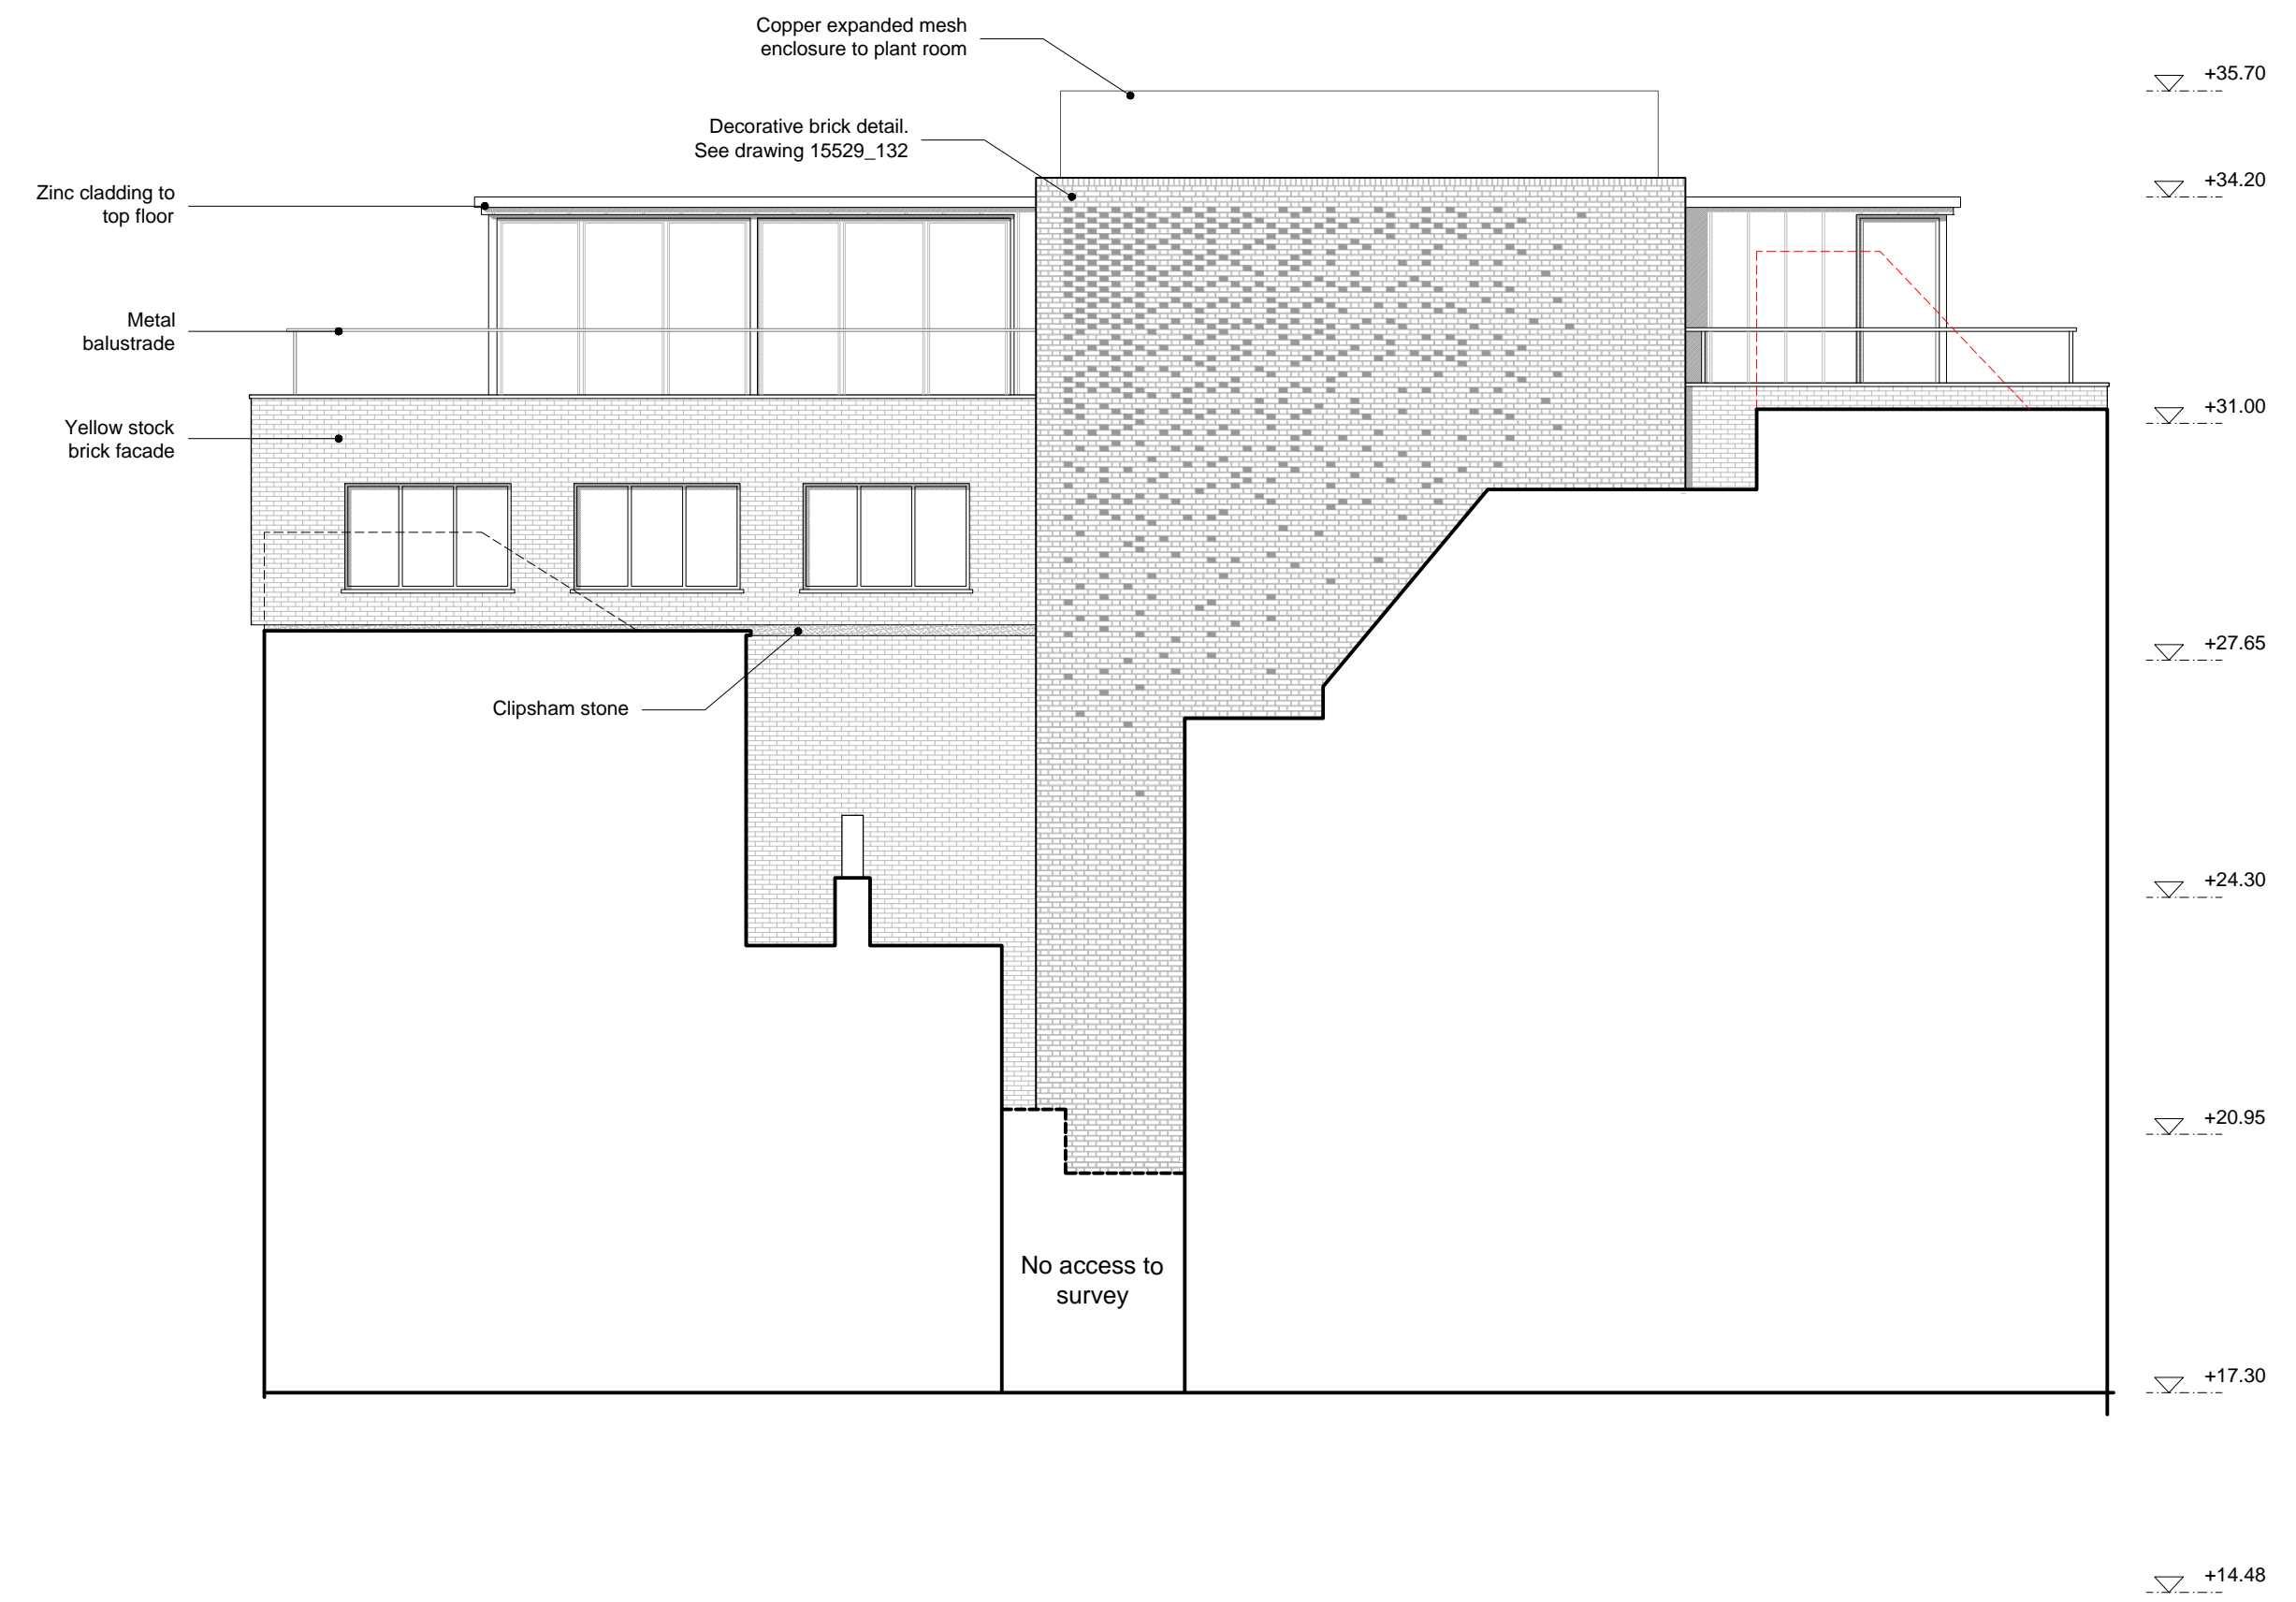 Copper expanded mesh
enclosure to plant room
+35.70
Decorative brick detail.
See drawing 15529_132
Zinc cladding to
top floor
+34.20
Metal
balustrade
+31.00
Yellow stock
brick facade
+27.65
Clipsham stone
+24.30
+20.95
No access to
survey
+17.30
+14.48